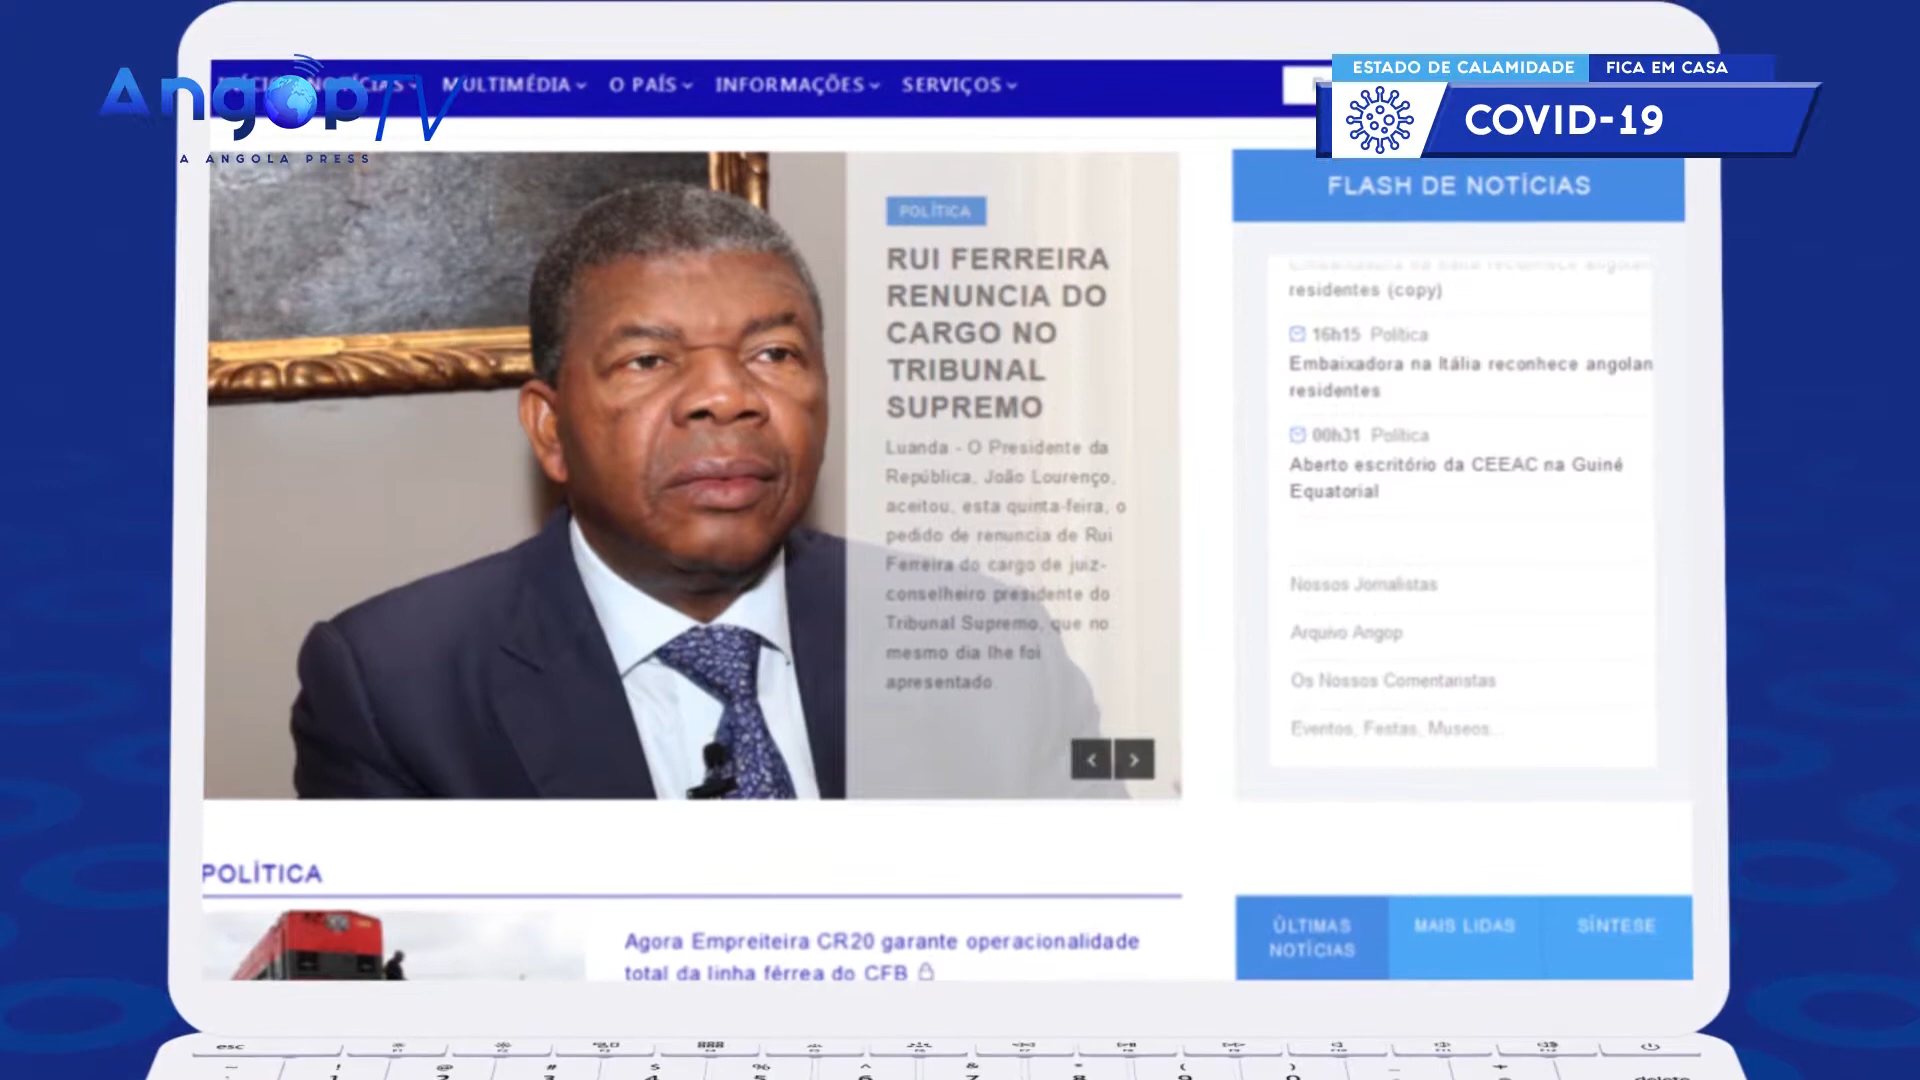 AngopTV
A ANGOLA PRESS
NOTÍCIAS MULTIMÉDIA O PAÍS INFORMAÇÕES SERVIÇOS
ESTADO DE CALAMIDADE FICA EM CASA
COVID-19
POLÍTICA
RUI FERREIRA
RENUNCIA DO
CARGO NO
TRIBUNAL
SUPREMO
Luanda - O Presidente da
República, João Lourenço,
aceitou, esta quinta-feira, o
pedido de renuncia de Rui
Ferreira do cargo de juiz-
conselheiro presidente do
Tribunal Supremo, que no
mesmo dia lhe foi
apresentado.
FLASH DE NOTÍCIAS
residentes (copy)
16h15 Política
Embaixadora na Itália reconhece angolan
residentes
00h31 Política
Aberto escritório da CEEAC na Guiné
Equatorial
Nossos Jornalistas
Arquivo Angop
Os Nossos Comentaristas
Eventos, Festas, Museos...
POLÍTICA
Agora Empreiteira CR20 garante operacionalidade
total da linha férrea do CFB
ÚLTIMAS
NOTÍCIAS
MAIS LIDAS
SÍNTESE
esc
! @ # $ % ^ & * ( ) _ +
delete